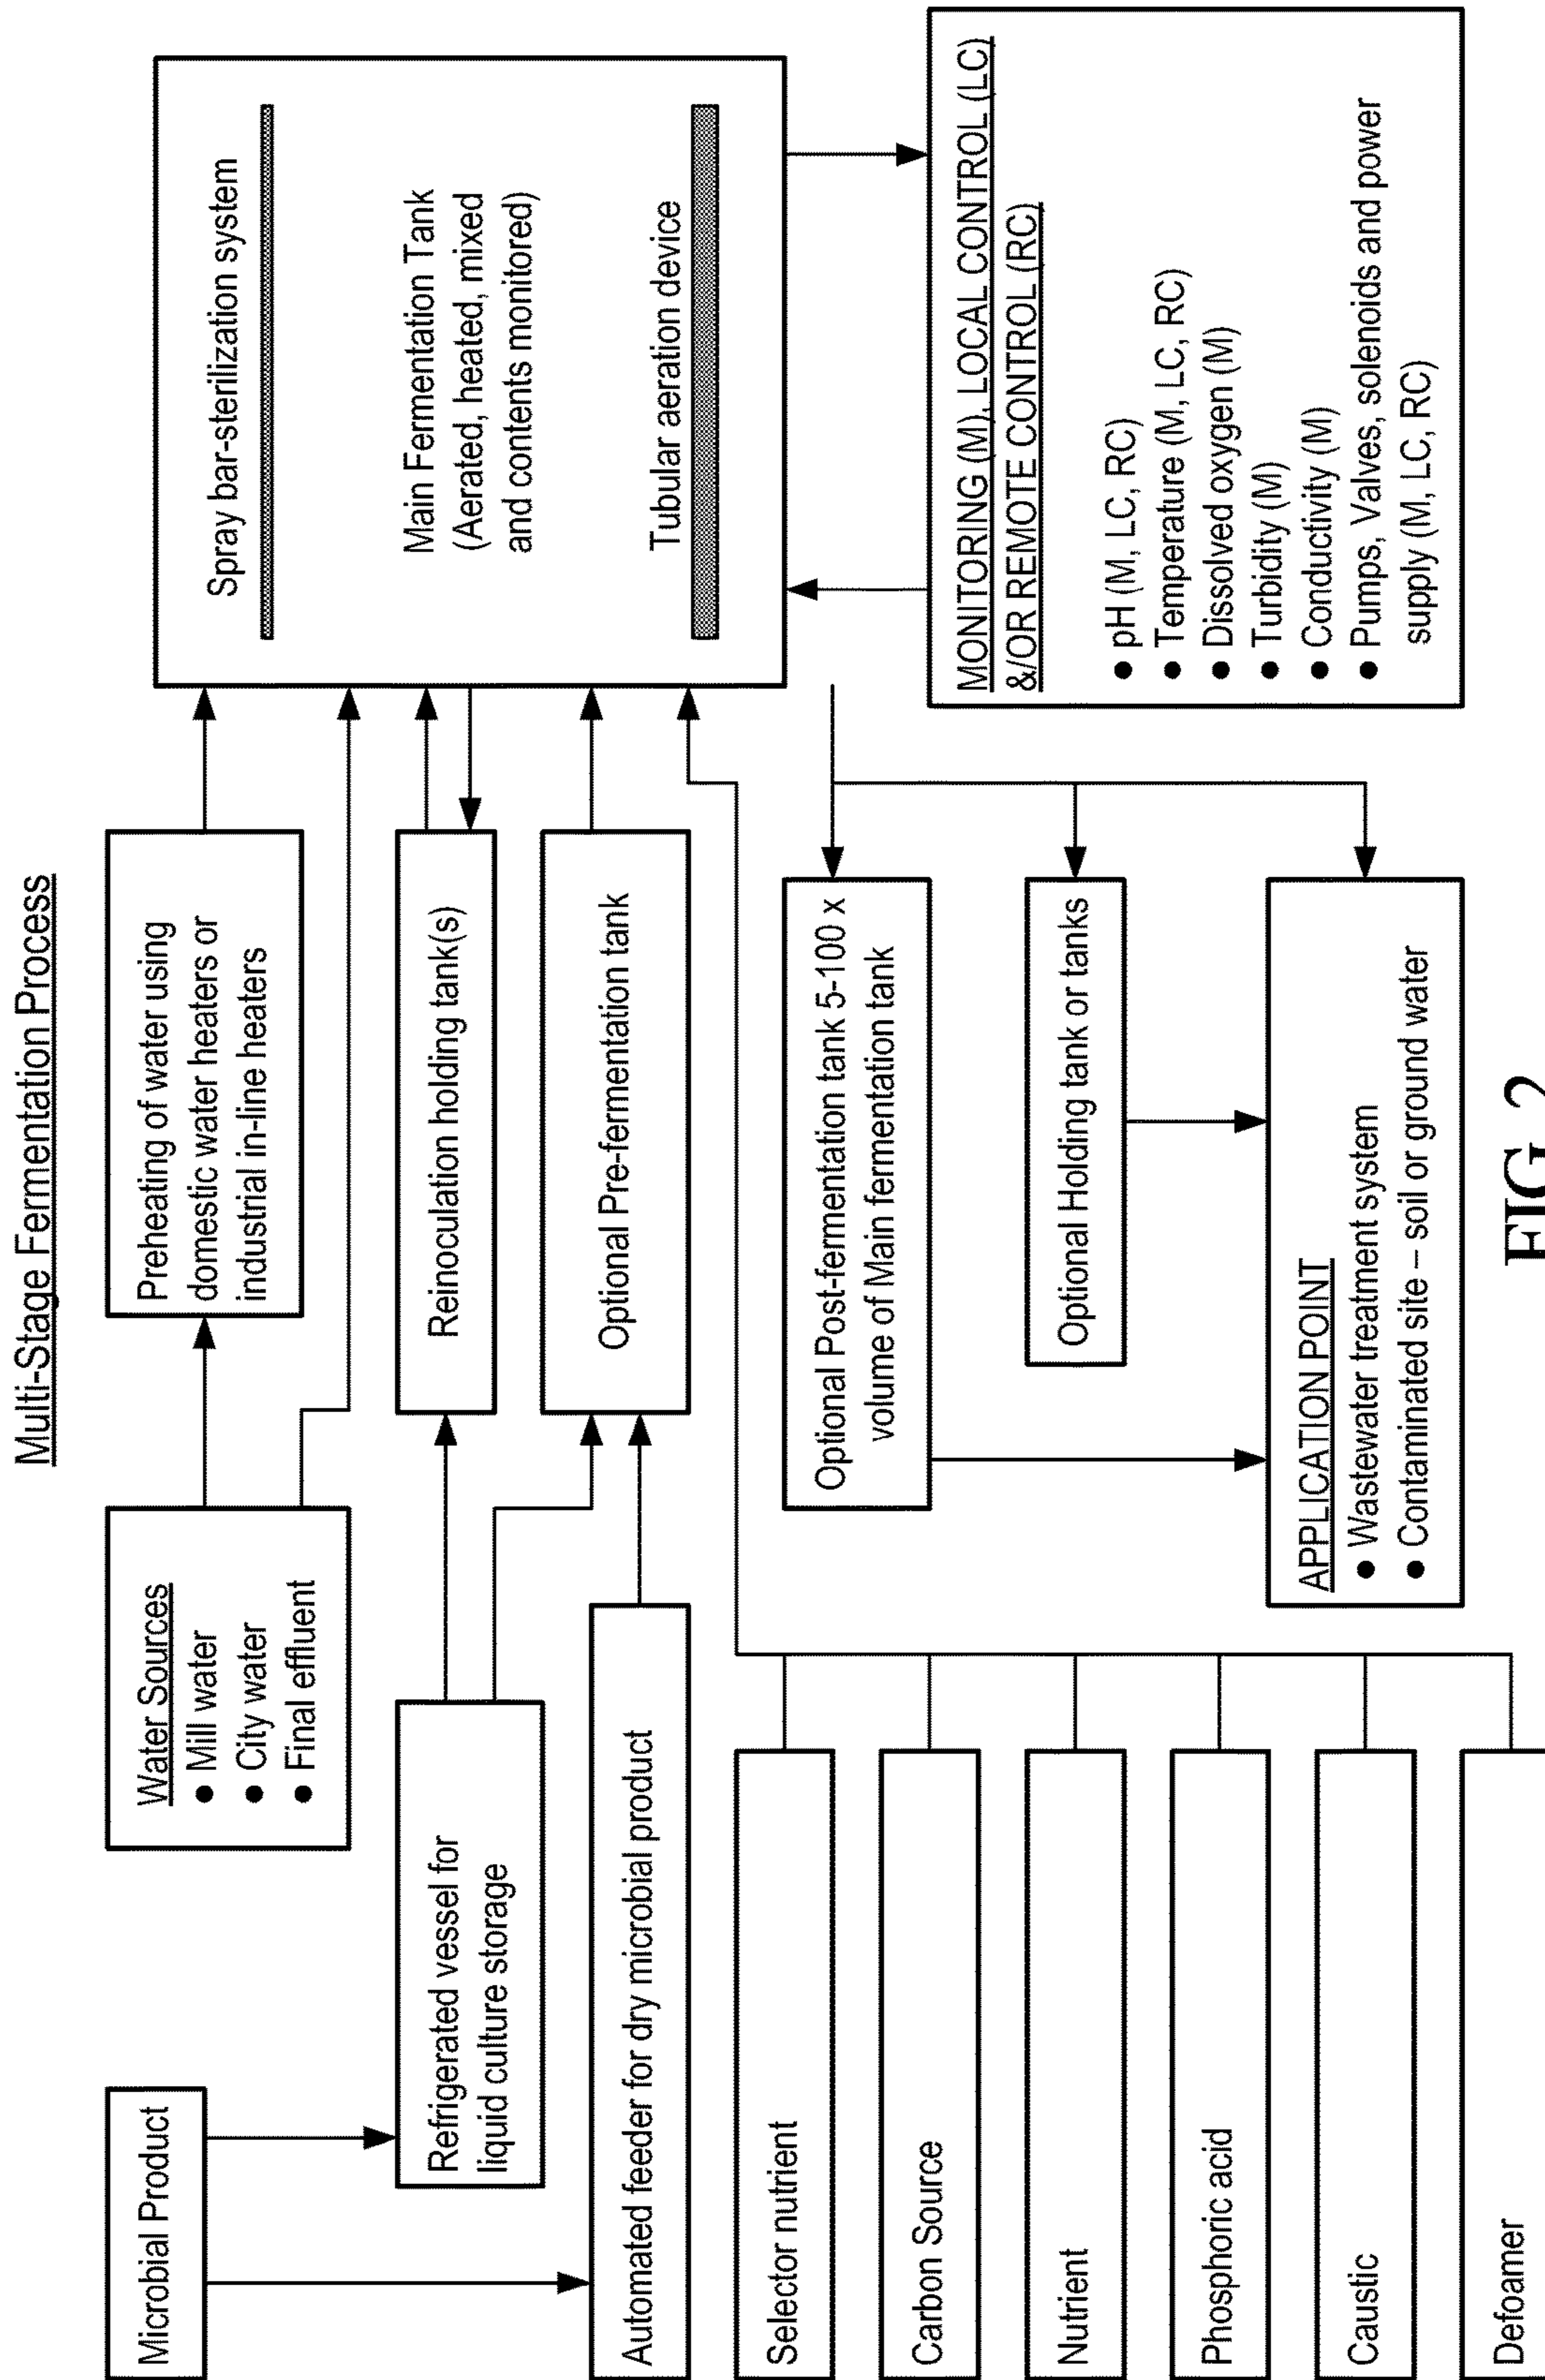 Multi-Stage Fermentation Process
Microbial Product
Water Sources
● Mill water
● City water
● Final effluent
Preheating of water using
domestic water heaters or
industrial in-line heaters
Spray bar-sterilization system
Main Fermentation Tank
(Aerated, heated, mixed
and contents monitored)
Tubular aeration device
Refrigerated vessel for
liquid culture storage
Reinoculation holding tank(s)
Automated feeder for dry microbial product
Optional Pre-fermentation tank
Selector nutrient
Carbon Source
Nutrient
Phosphoric acid
Caustic
Defoamer
Optional Post-fermentation tank 5-100 x
volume of Main fermentation tank
Optional Holding tank or tanks
APPLICATION POINT
● Wastewater treatment system
● Contaminated site – soil or ground water
MONITORING (M), LOCAL CONTROL (LC)
&/OR REMOTE CONTROL (RC)
● pH (M, LC, RC)
● Temperature (M, LC, RC)
● Dissolved oxygen (M)
● Turbidity (M)
● Conductivity (M)
● Pumps, Valves, solenoids and power
supply (M, LC, RC)
FIG. 2